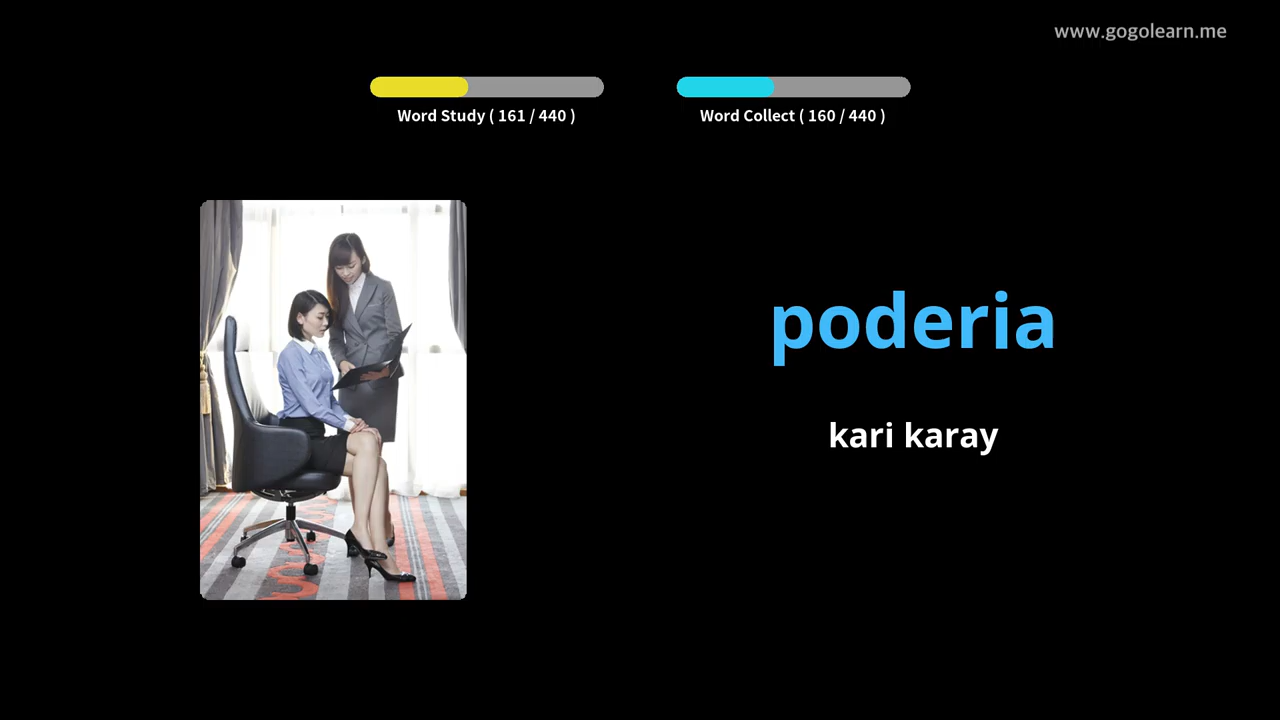 www.gogolearn.me
Word Study ( 161 / 440 )
Word Collect ( 160 / 440 )
poderia
kari karay